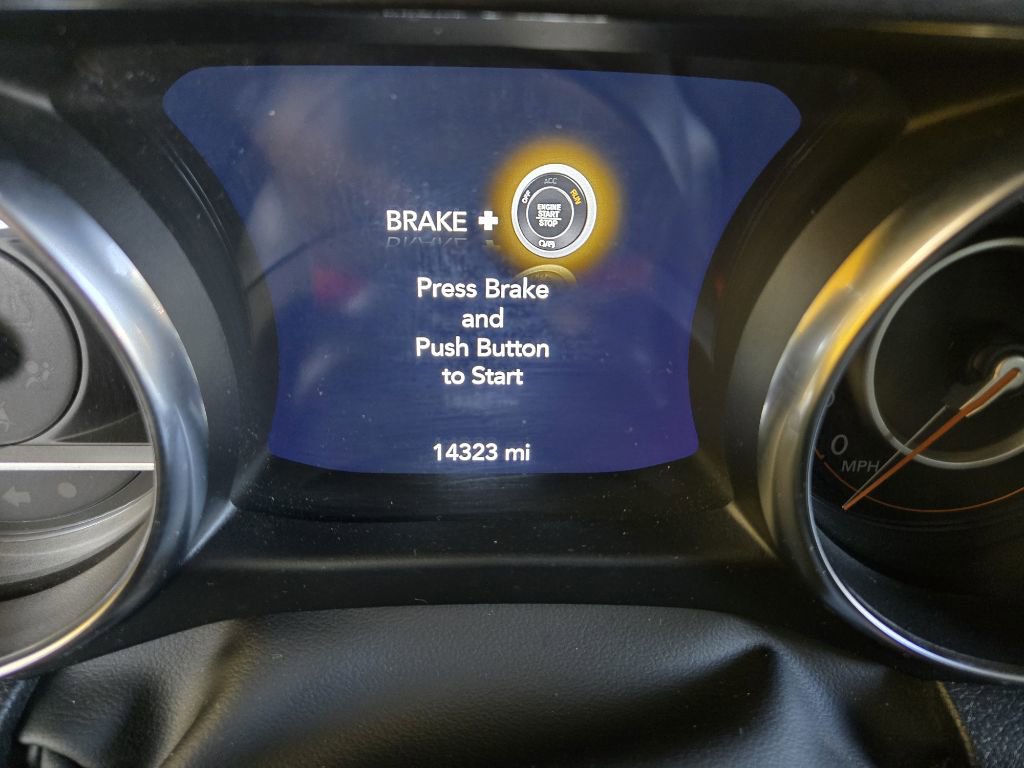 ACC
OFF
RUN
BRAKE +
ENGINE
START
STOP
Press Brake
and
Push Button
to Start
14323 mi
0
MPH